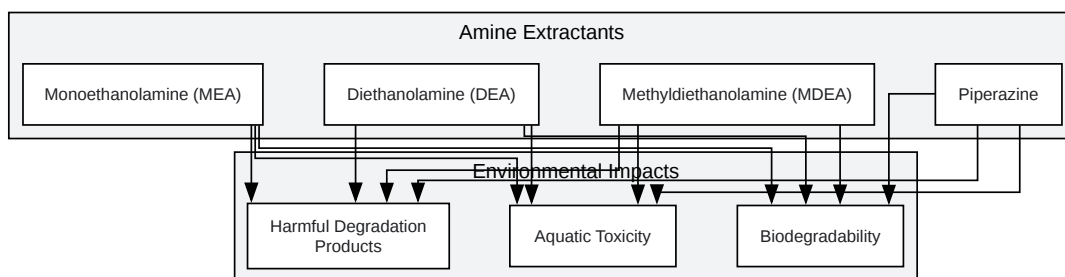 Amine Extractants
Monoethanolamine (MEA)
Diethanolamine (DEA)
Methyldiethanolamine (MDEA)
Piperazine
Environmental Impacts
Harmful Degradation
Products
Aquatic Toxicity
Biodegradability